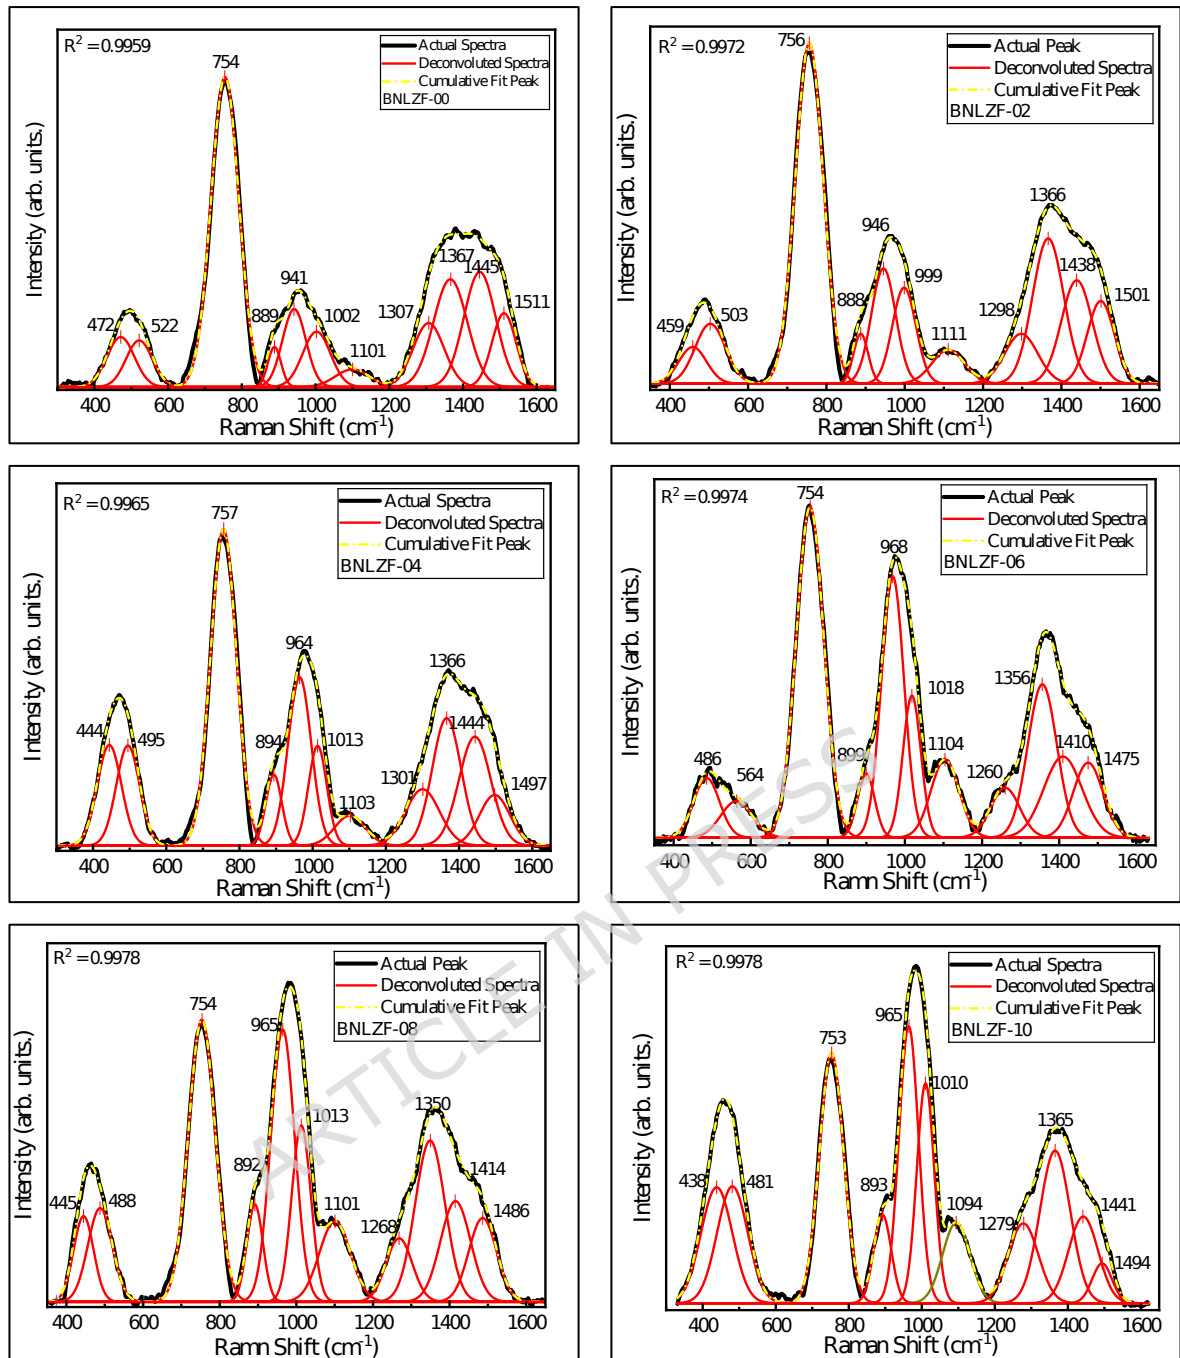 R² = 0.9959
Actual Spectra
Deconvoluted Spectra
Cumulative Fit Peak
BNLZF-00
754
472
522
889
941
1002
1101
1307
1367
1445
1511
Intensity (arb. units.)
400 600 800 1000 1200 1400 1600
Raman Shift (cm⁻¹)
R² = 0.9972
Actual Peak
Deconvoluted Spectra
Cumulative Fit Peak
BNLZF-02
756
459
503
888
946
999
1111
1298
1366
1438
1501
Intensity (arb. units.)
400 600 800 1000 1200 1400 1600
Raman Shift (cm⁻¹)
R² = 0.9965
Actual Spectra
Deconvoluted Spectra
Cumulative Fit Peak
BNLZF-04
757
444
495
894
964
1013
1103
1301
1366
1444
1497
Intensity (arb. units.)
400 600 800 1000 1200 1400 1600
Raman Shift (cm⁻¹)
R² = 0.9974
Actual Peak
Deconvoluted Spectra
Cumulative Fit Peak
BNLZF-06
754
486
564
899
968
1018
1104
1260
1356
1410
1475
Intensity (arb. units.)
400 600 800 1000 1200 1400 1600
Ramn Shift (cm⁻¹)
R² = 0.9978
Actual Peak
Deconvoluted Spectra
Cumulative Fit Peak
BNLZF-08
754
445
488
892
965
1013
1101
1268
1350
1414
1486
Intensity (arb. units.)
400 600 800 1000 1200 1400 1600
Raman Shift (cm⁻¹)
R² = 0.9978
Actual Spectra
Deconvoluted Spectra
Cumulative Fit Peak
BNLZF-10
753
438
481
893
965
1010
1094
1279
1365
1441
1494
Intensity (arb. units.)
400 600 800 1000 1200 1400 1600
Raman Shift (cm⁻¹)
ARTICLE IN PRESS